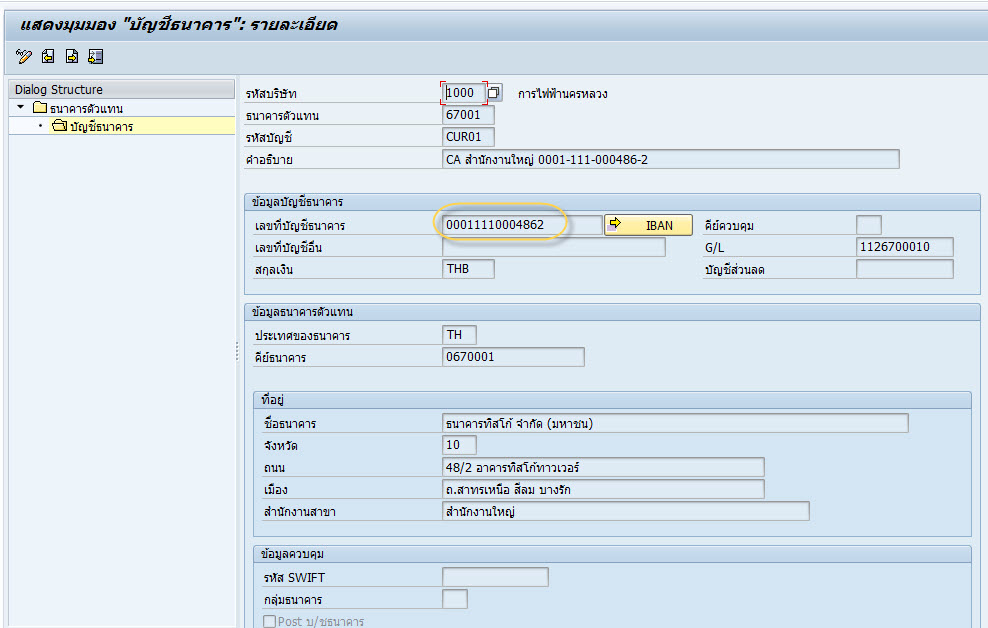 แสดงมุมมอง "บัญชีธนาคาร": รายละเอียด
Dialog Structure
ธนาคารตัวแทน
บัญชีธนาคาร
รหัสบริษัท 1000 การไฟฟ้านครหลวง
ธนาคารตัวแทน 67001
รหัสบัญชี CUR01
คำอธิบาย CA สำนักงานใหญ่ 0001-111-000486-2
ข้อมูลบัญชีธนาคาร
เลขที่บัญชีธนาคาร 00011110004862 IBAN คีย์ควบคุม
เลขที่บัญชีอื่น G/L 1126700010
สกุลเงิน THB บัญชีส่วนลด
ข้อมูลธนาคารตัวแทน
ประเทศของธนาคาร TH
คีย์ธนาคาร 0670001
ที่อยู่
ชื่อธนาคาร ธนาคารทิสโก้ จำกัด (มหาชน)
จังหวัด 10
ถนน 48/2 อาคารทิสโก้ทาวเวอร์
เมือง ถ.สาทรเหนือ สีลม บางรัก
สำนักงานสาขา สำนักงานใหญ่
ข้อมูลควบคุม
รหัส SWIFT
กลุ่มธนาคาร
Post บ/ชธนาคาร